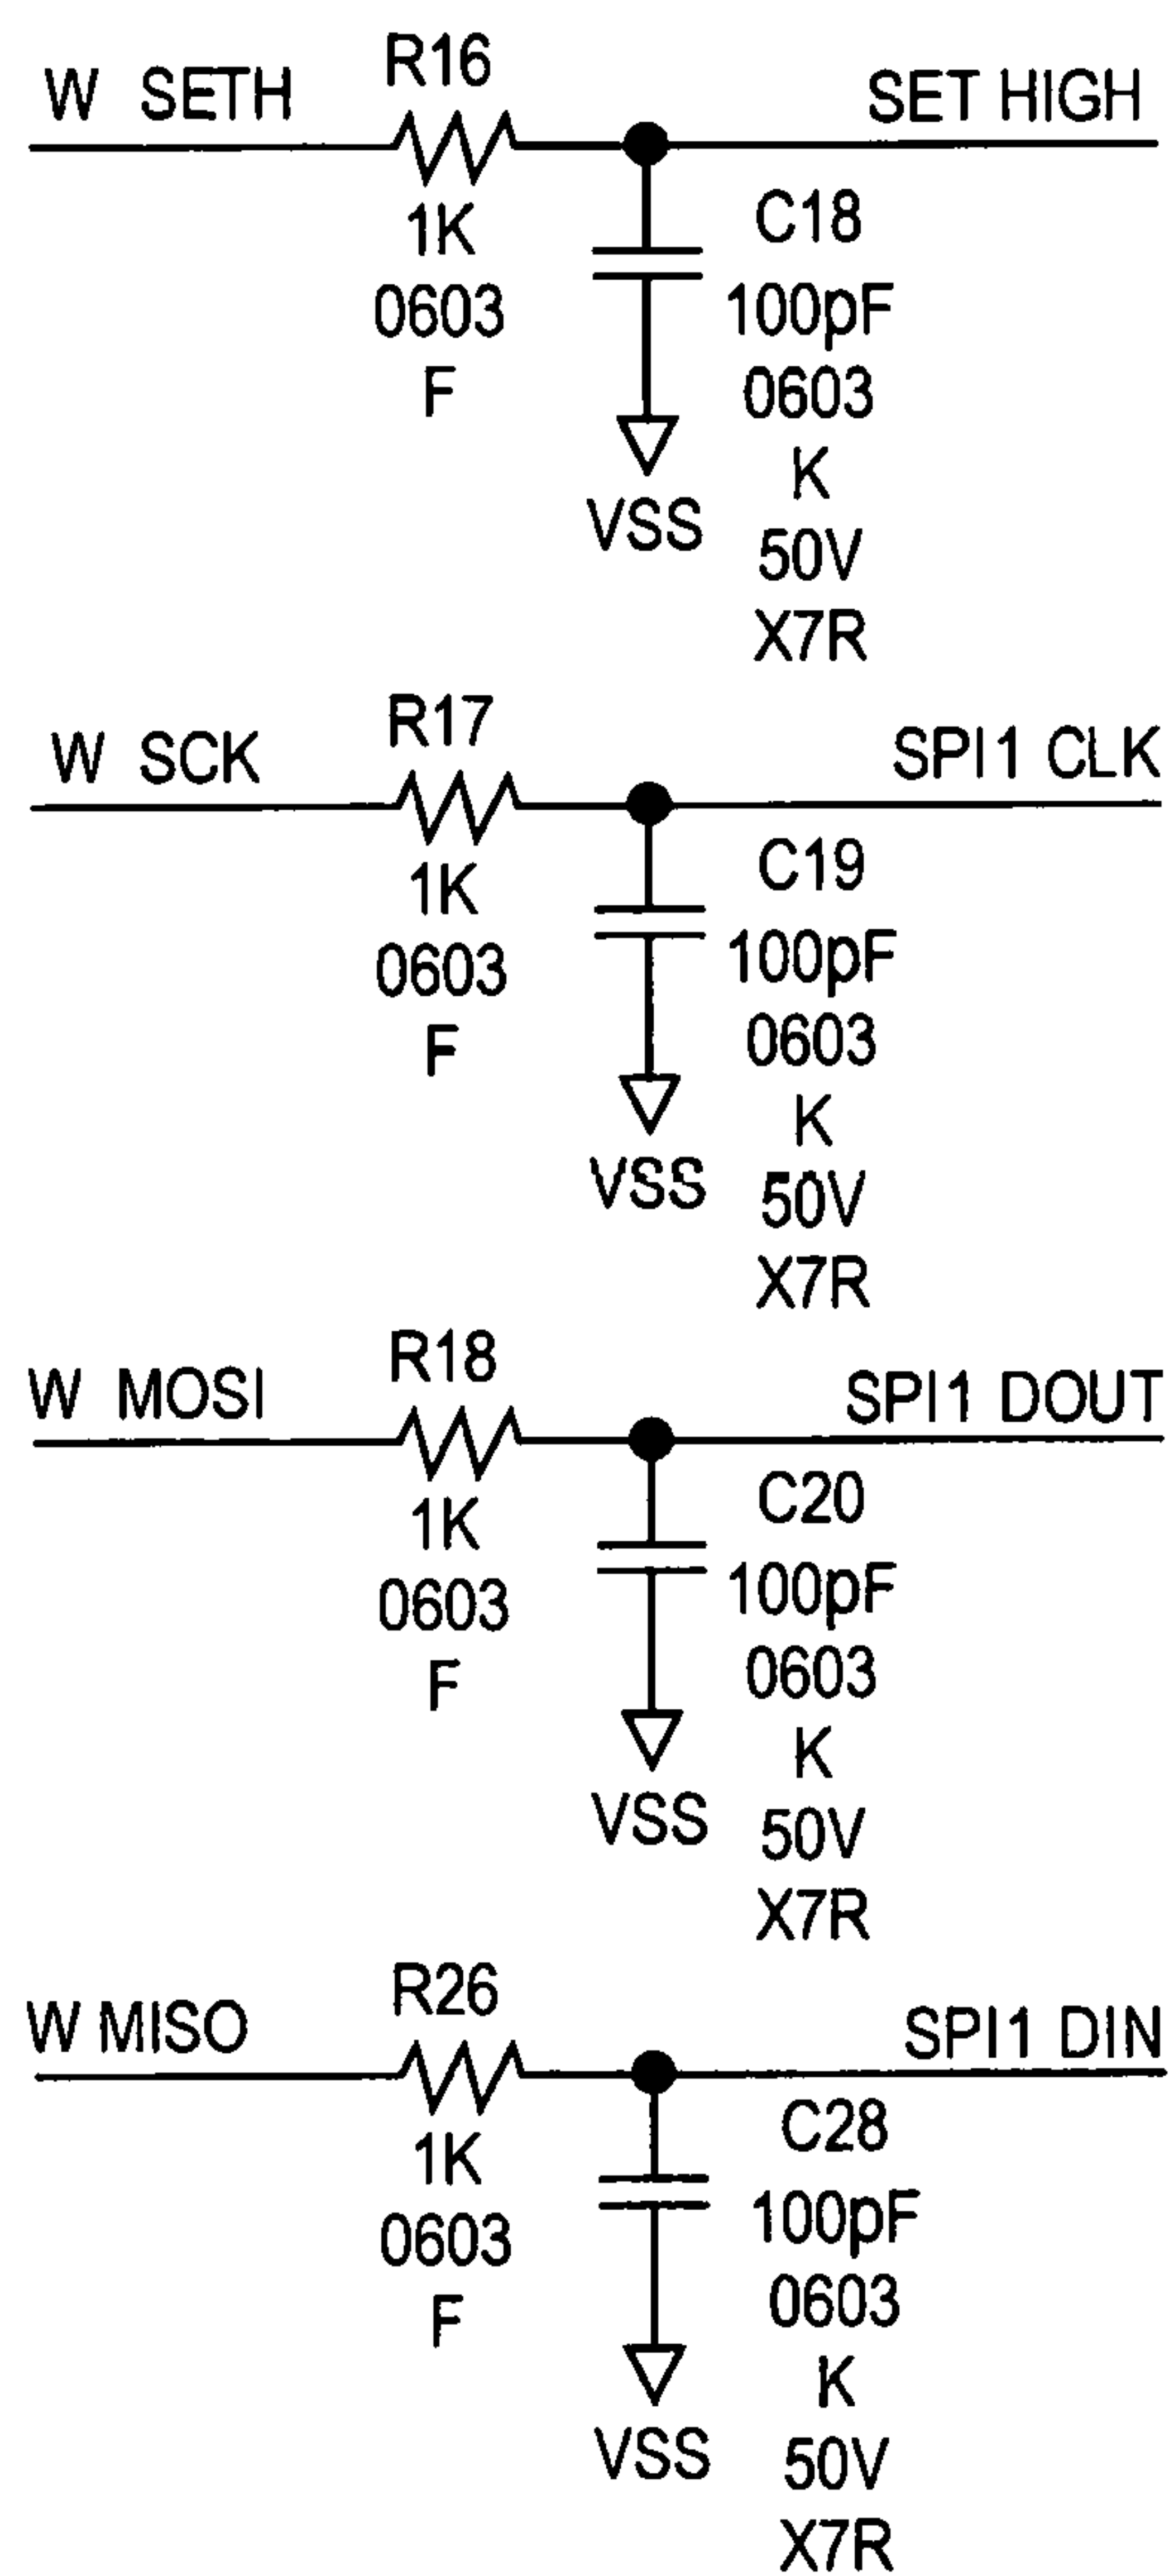 R16
W SETH
SET HIGH
1K
0603
F
C18
100pF
0603
K
50V
X7R
VSS
R17
W SCK
SPI1 CLK
1K
0603
F
C19
100pF
0603
K
50V
X7R
VSS
R18
W MOSI
SPI1 DOUT
1K
0603
F
C20
100pF
0603
K
50V
X7R
VSS
R26
W MISO
SPI1 DIN
1K
0603
F
C28
100pF
0603
K
50V
X7R
VSS